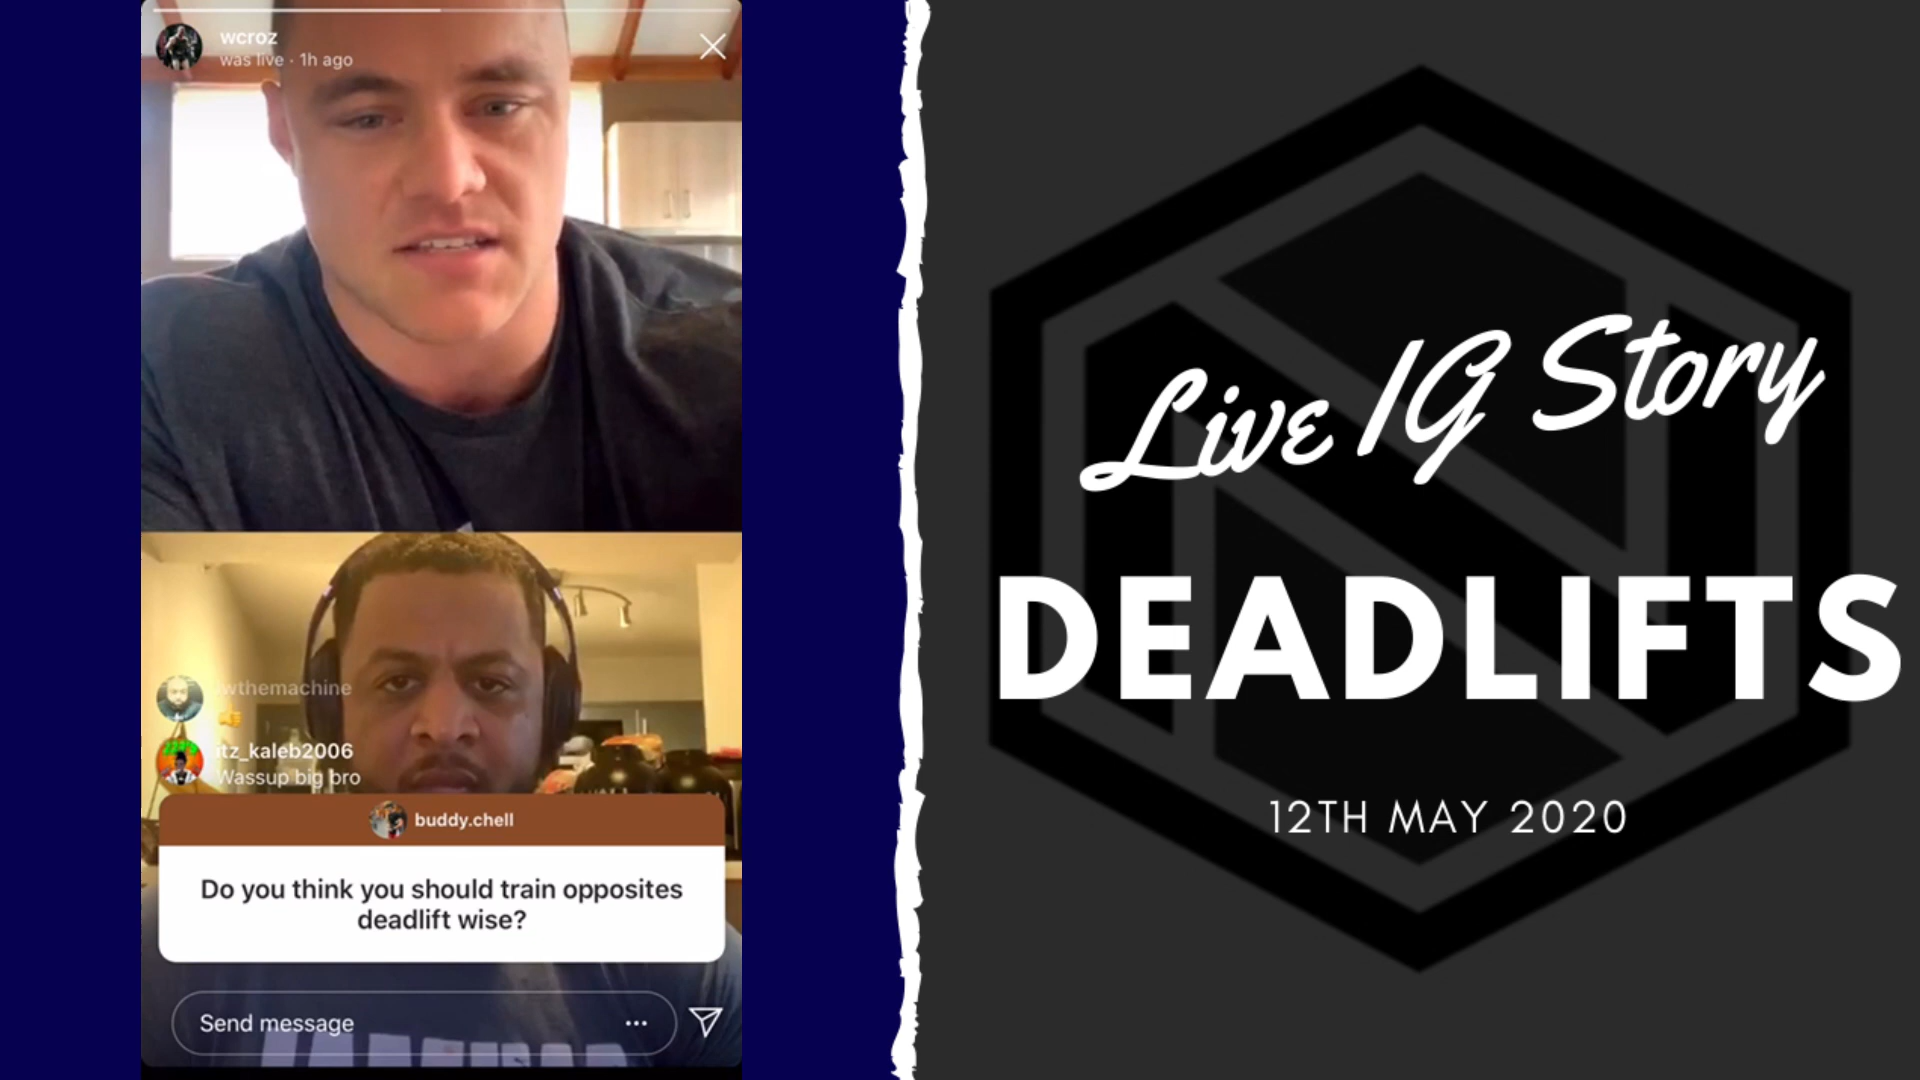 wcroz
was live · 1h ago
wthemachine
itz_kaleb2006
Wassup big bro
buddy.chell
Do you think you should train opposites
deadlift wise?
Send message
Live IG Story
DEADLIFTS
12TH MAY 2020